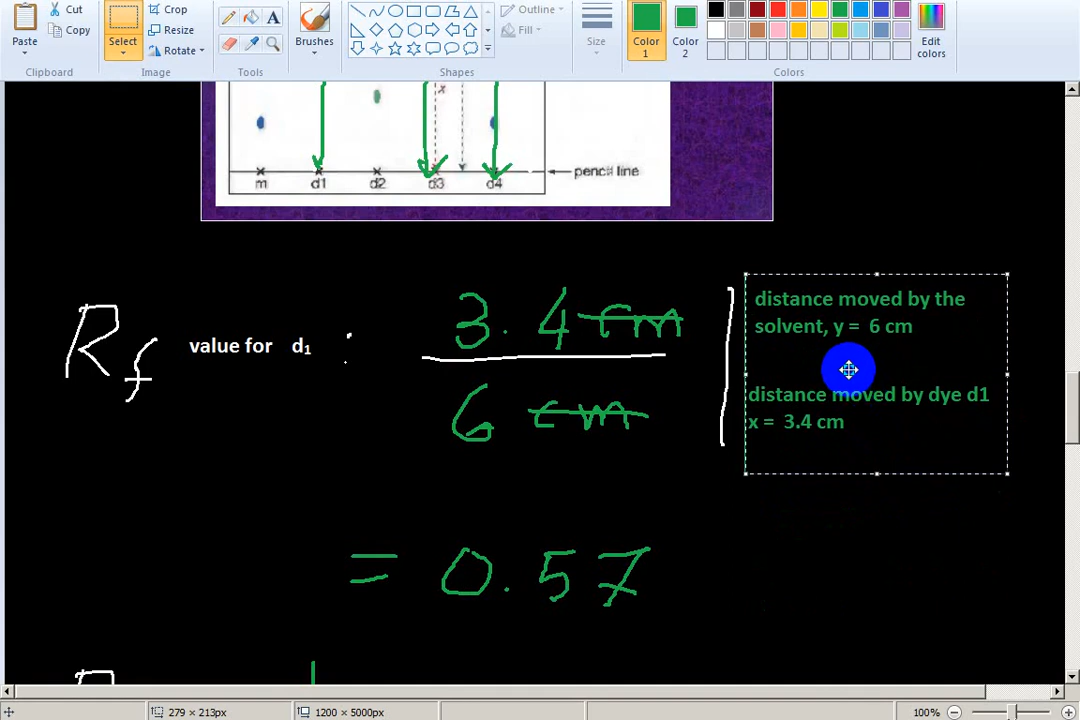 Paste
Cut
Copy
Clipboard
Select
Crop
Resize
Rotate
Image
A
Tools
Brushes
Shapes
Outline
Fill
Size
Color 1
Color 2
Edit colors
Colors
x
pencil line
m d1 d2 d3 d4
Rf value for d1 :
3.4 cm
6 cm
distance moved by the
solvent, y = 6 cm
distance moved by dye d1
x = 3.4 cm
= 0.57
279 × 213px
1200 × 5000px
100%